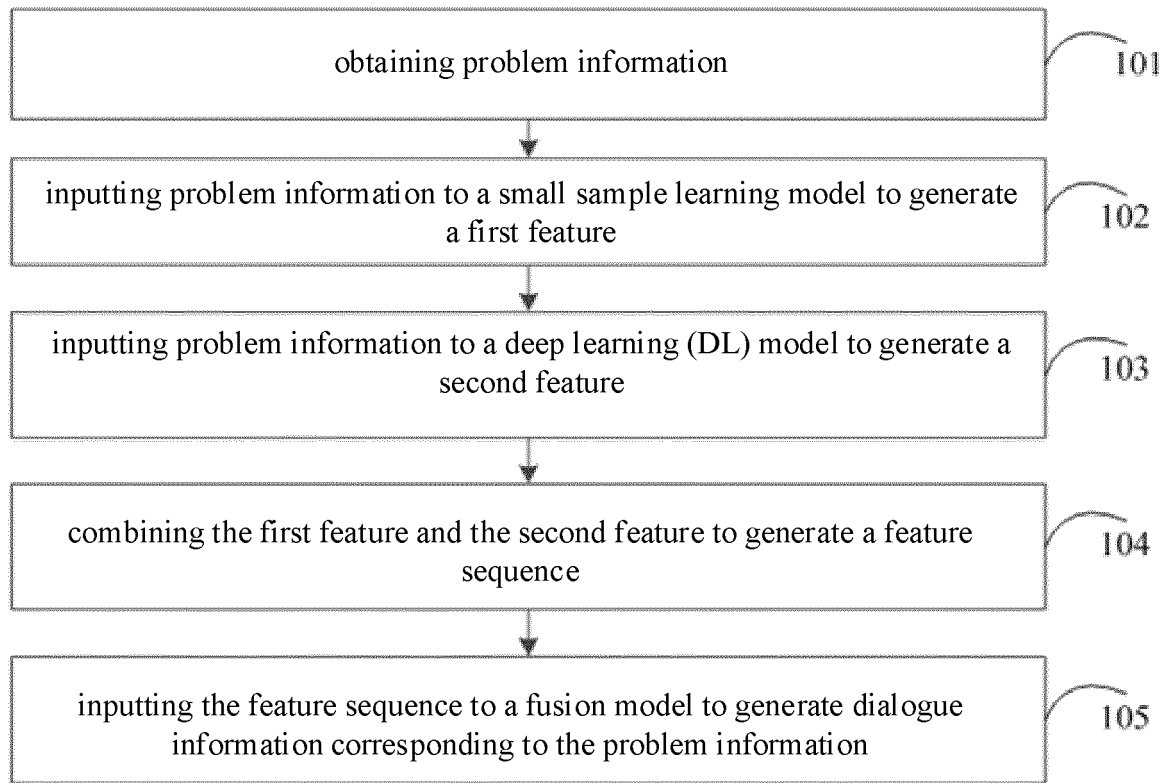 obtaining problem information
101
inputting problem information to a small sample learning model to generate
a first feature
102
inputting problem information to a deep learning (DL) model to generate a
second feature
103
combining the first feature and the second feature to generate a feature
sequence
104
inputting the feature sequence to a fusion model to generate dialogue
information corresponding to the problem information
105